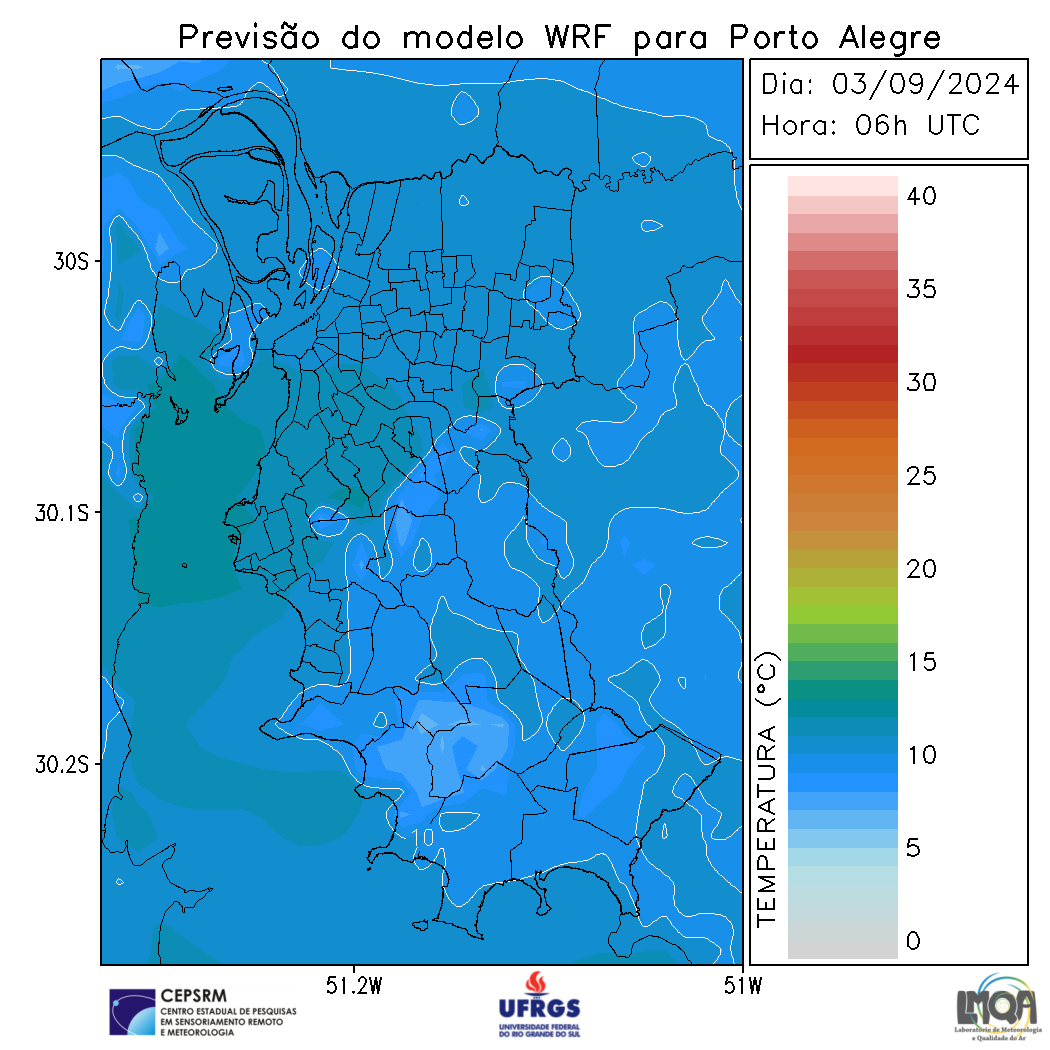 Previsão do modelo WRF para Porto Alegre
Dia: 03/09/2024
Hora: 06h UTC
40
35
30
25
20
15
10
5
0
TEMPERATURA (°C)
30S
30.1S
30.2S
10
51.2W
51W
CEPSRM
CENTRO ESTADUAL DE PESQUISAS
EM SENSORIAMENTO REMOTO
E METEOROLOGIA
UFRGS
UNIVERSIDADE FEDERAL
DO RIO GRANDE DO SUL
LMQA
Laboratório de Meteorologia
e Qualidade do Ar